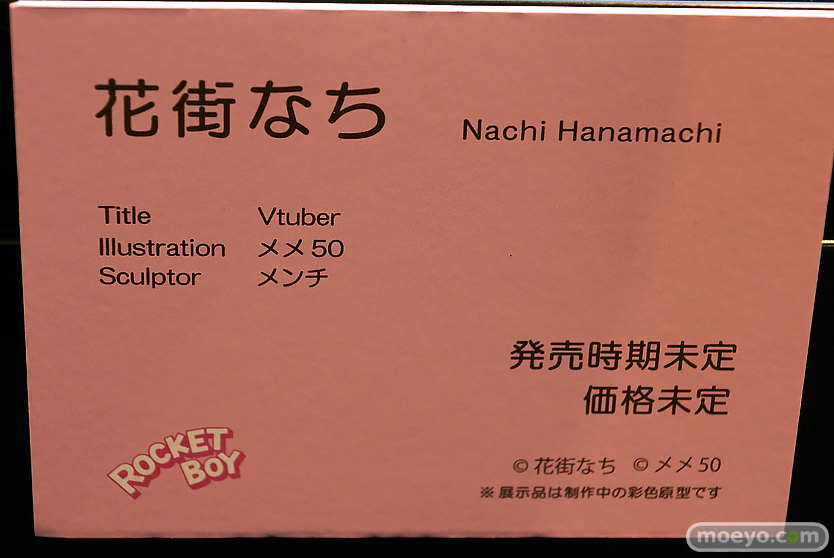 花街なち
Nachi Hanamachi
Title Vtuber
Illustration メメ50
Sculptor メンチ
発売時期未定
価格未定
ROCKET
BOY
©花街なち ©メメ50
※展示品は制作中の彩色原型です
moeyo.com